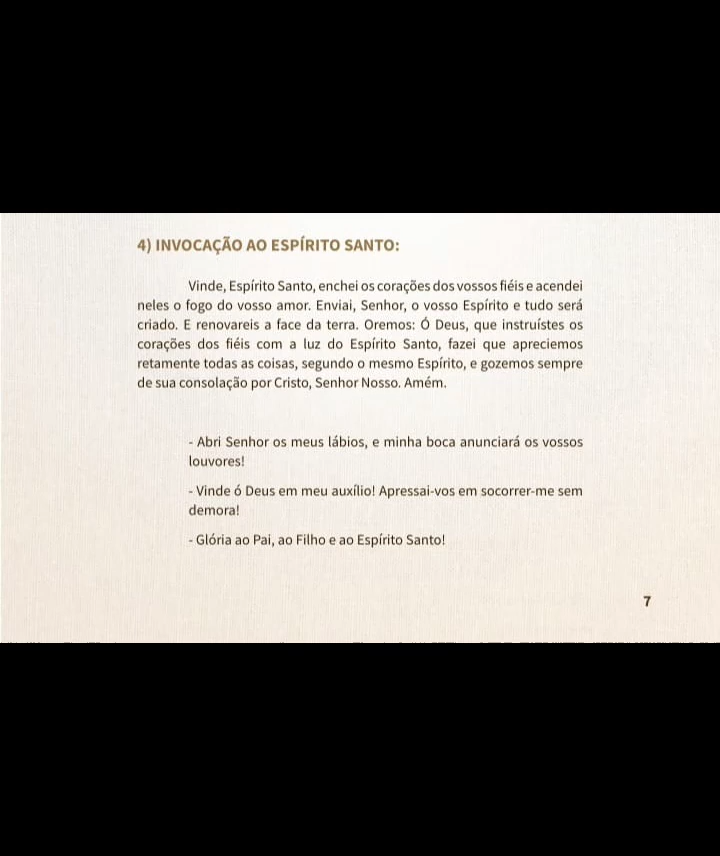 4) INVOCAÇÃO AO ESPÍRITO SANTO:
Vinde, Espírito Santo, enchei os corações dos vossos fiéis e acendei
neles o fogo do vosso amor. Enviai, Senhor, o vosso Espírito e tudo será
criado. E renovareis a face da terra. Oremos: Ó Deus, que instruístes os
corações dos fiéis com a luz do Espírito Santo, fazei que apreciemos
retamente todas as coisas, segundo o mesmo Espírito, e gozemos sempre
de sua consolação por Cristo, Senhor Nosso. Amém.
- Abri Senhor os meus lábios, e minha boca anunciará os vossos
louvores!
- Vinde ó Deus em meu auxílio! Apressai-vos em socorrer-me sem
demora!
- Glória ao Pai, ao Filho e ao Espírito Santo!
7